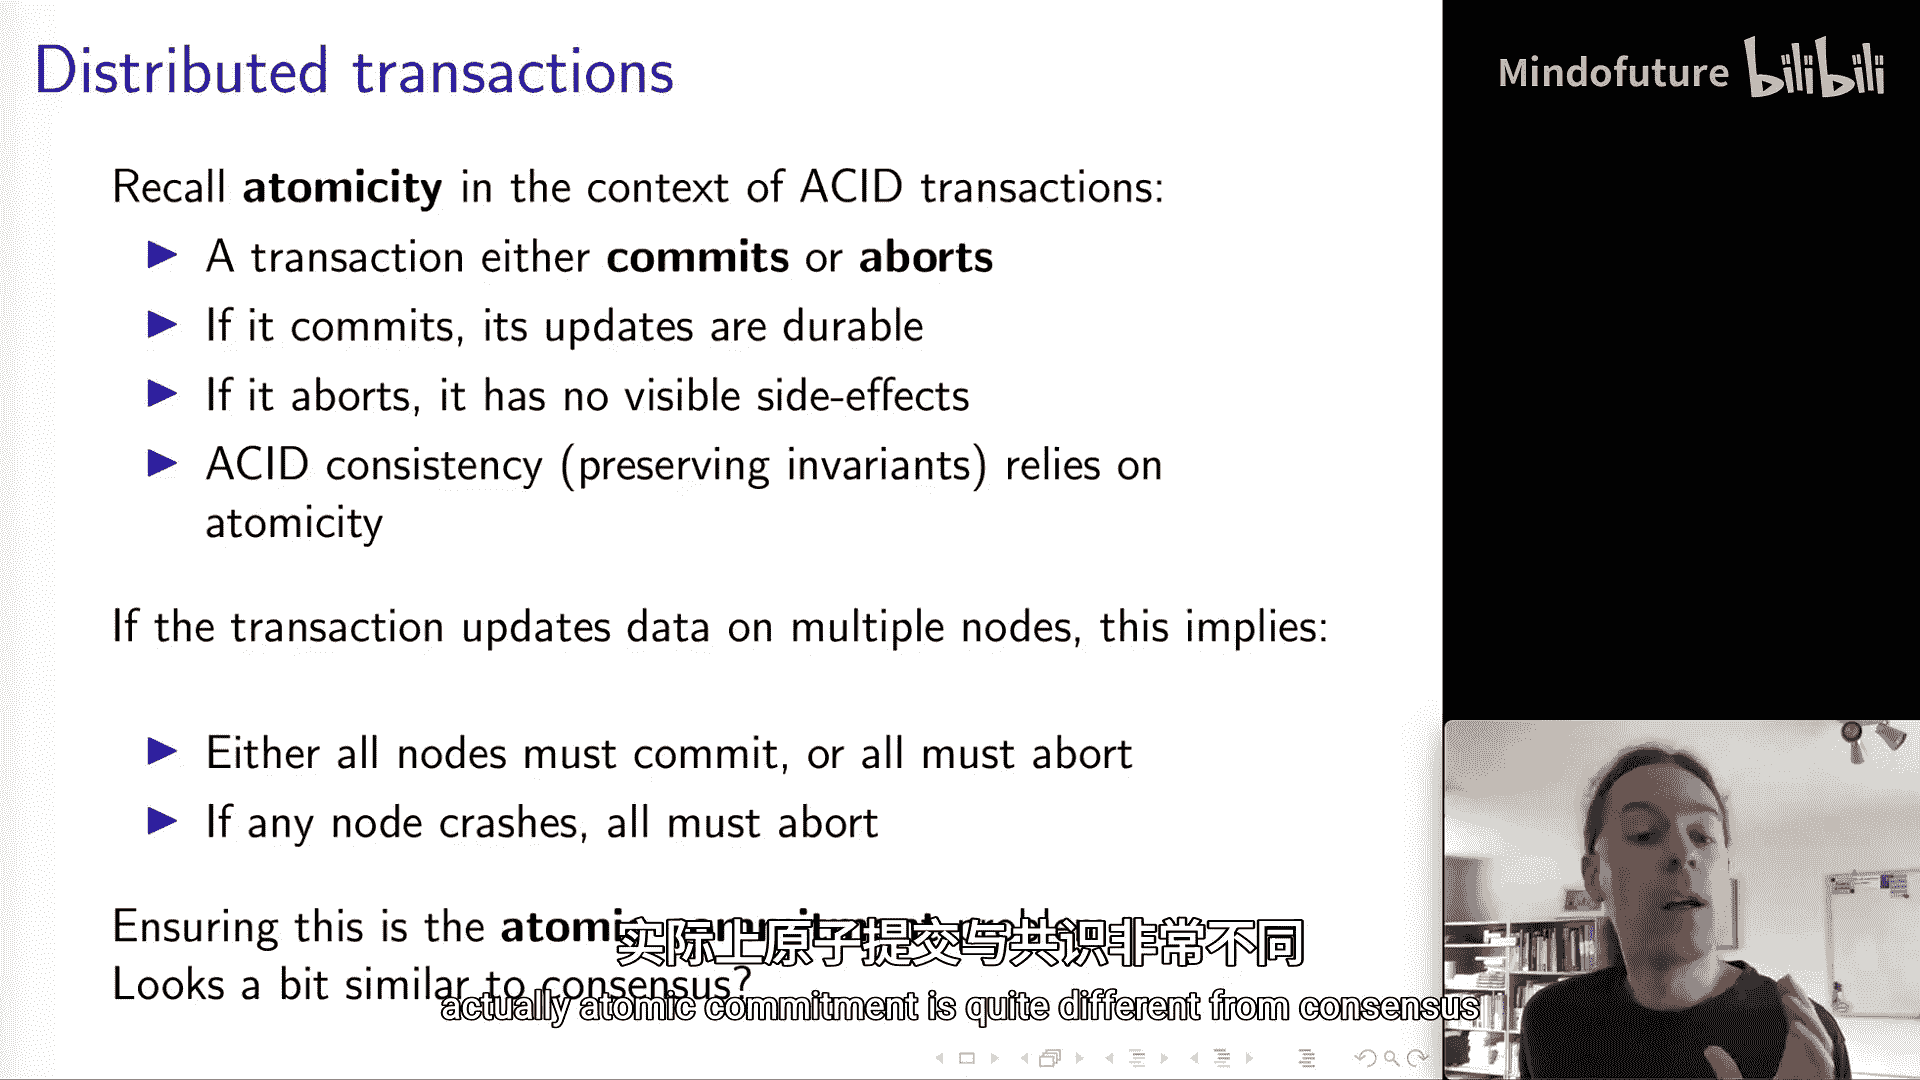 Distributed transactions
Mindofuture bilibili
Recall atomicity in the context of ACID transactions:
A transaction either commits or aborts
If it commits, its updates are durable
If it aborts, it has no visible side-effects
ACID consistency (preserving invariants) relies on
atomicity
If the transaction updates data on multiple nodes, this implies:
Either all nodes must commit, or all must abort
If any node crashes, all must abort
Ensuring this is the atomic commitment problem.
实际上原子提交与共识非常不同
Looks a bit similar to consensus?
actually atomic commitment is quite different from consensus